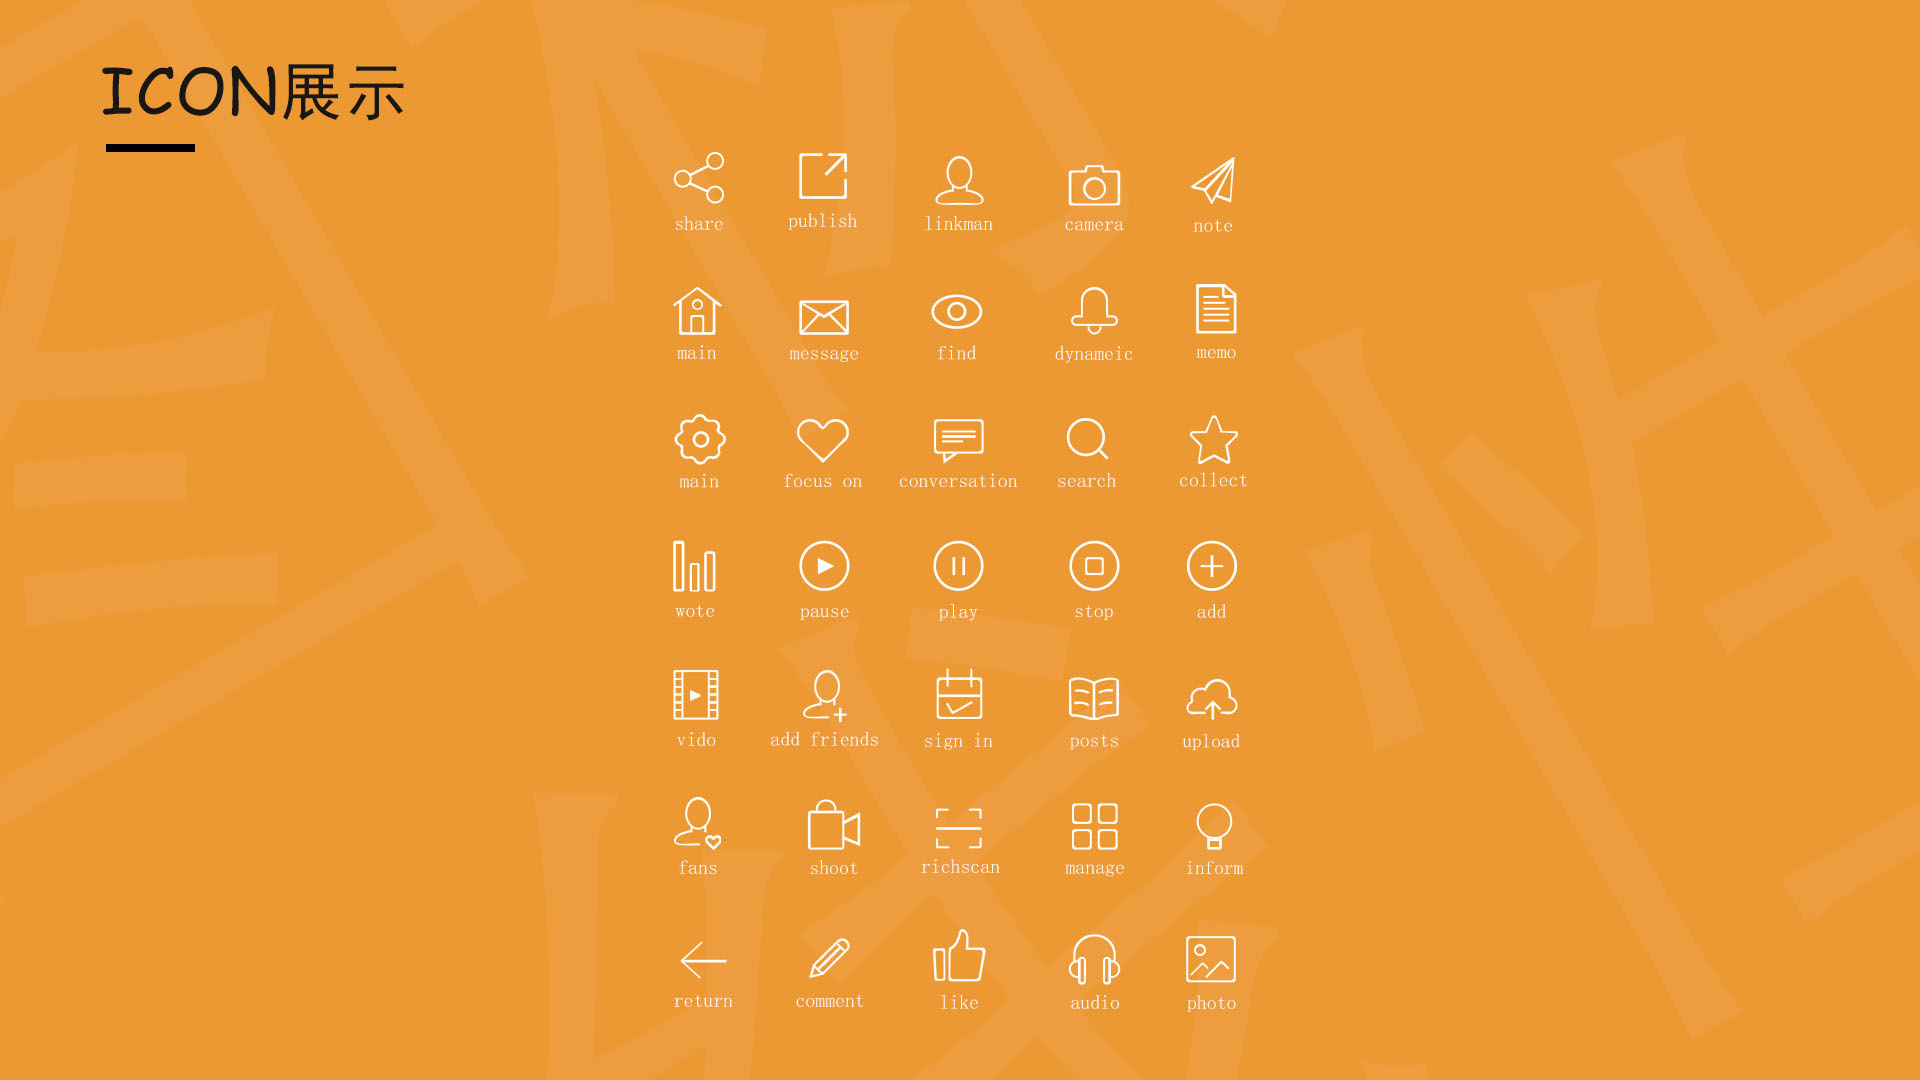 ICON展示
share publish linkman camera note
main message find dynameic memo
main focus on conversation search collect
wote pause play stop add
vido add friends sign in posts upload
fans shoot richscan manage inform
return comment like audio photo